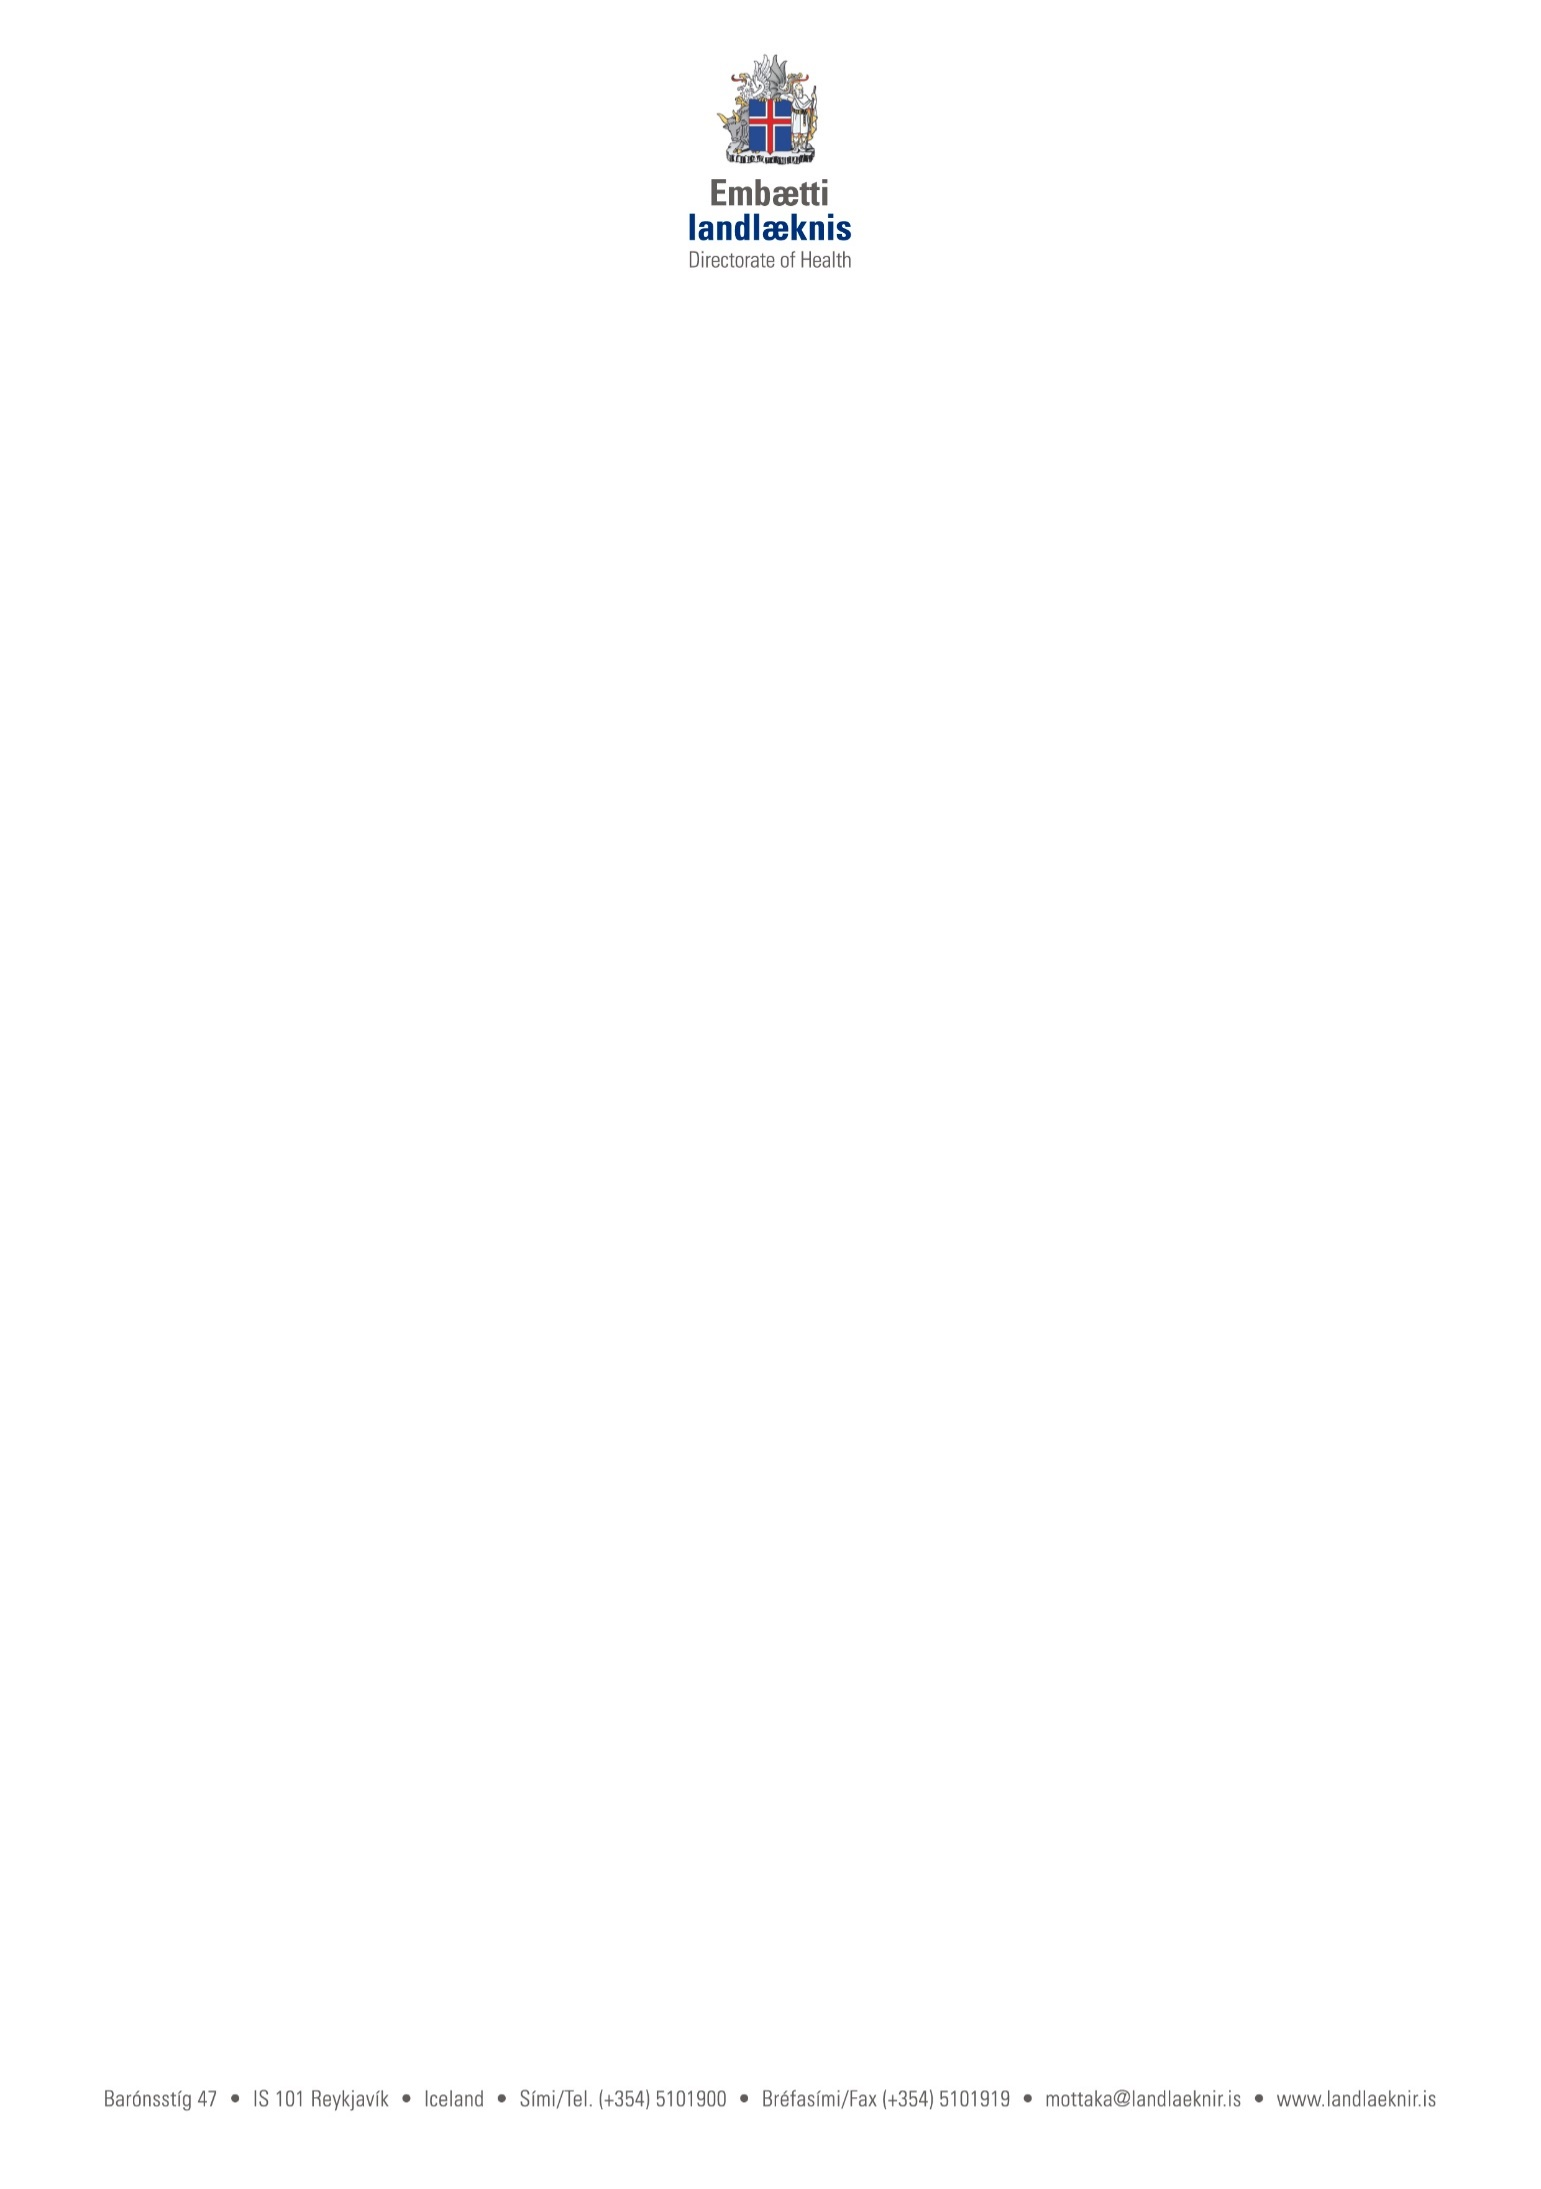 Embætti
landlæknis
Directorate of Health
Barónsstíg 47 • IS 101 Reykjavík • Iceland • Sími/Tel. (+354) 5101900 • Bréfasími/Fax (+354) 5101919 • mottaka@landlaeknir.is • www.landlaeknir.is